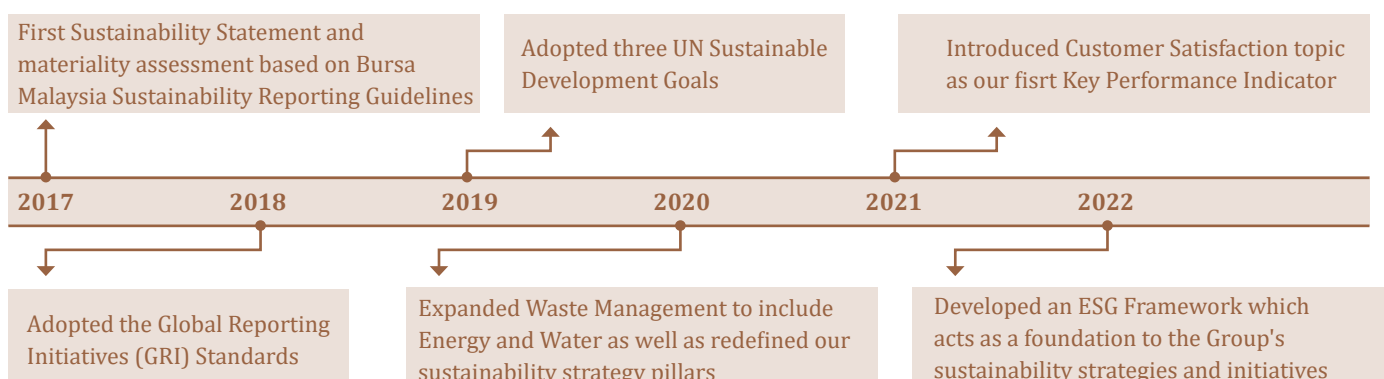 First Sustainability Statement and
materiality assessment based on Bursa
Malaysia Sustainability Reporting Guidelines
Adopted three UN Sustainable
Development Goals
Introduced Customer Satisfaction topic
as our fisrt Key Performance Indicator
2017 2018 2019 2020 2021 2022
Adopted the Global Reporting
Initiatives (GRI) Standards
Expanded Waste Management to include
Energy and Water as well as redefined our
sustainability strategy pillars
Developed an ESG Framework which
acts as a foundation to the Group's
sustainability strategies and initiatives